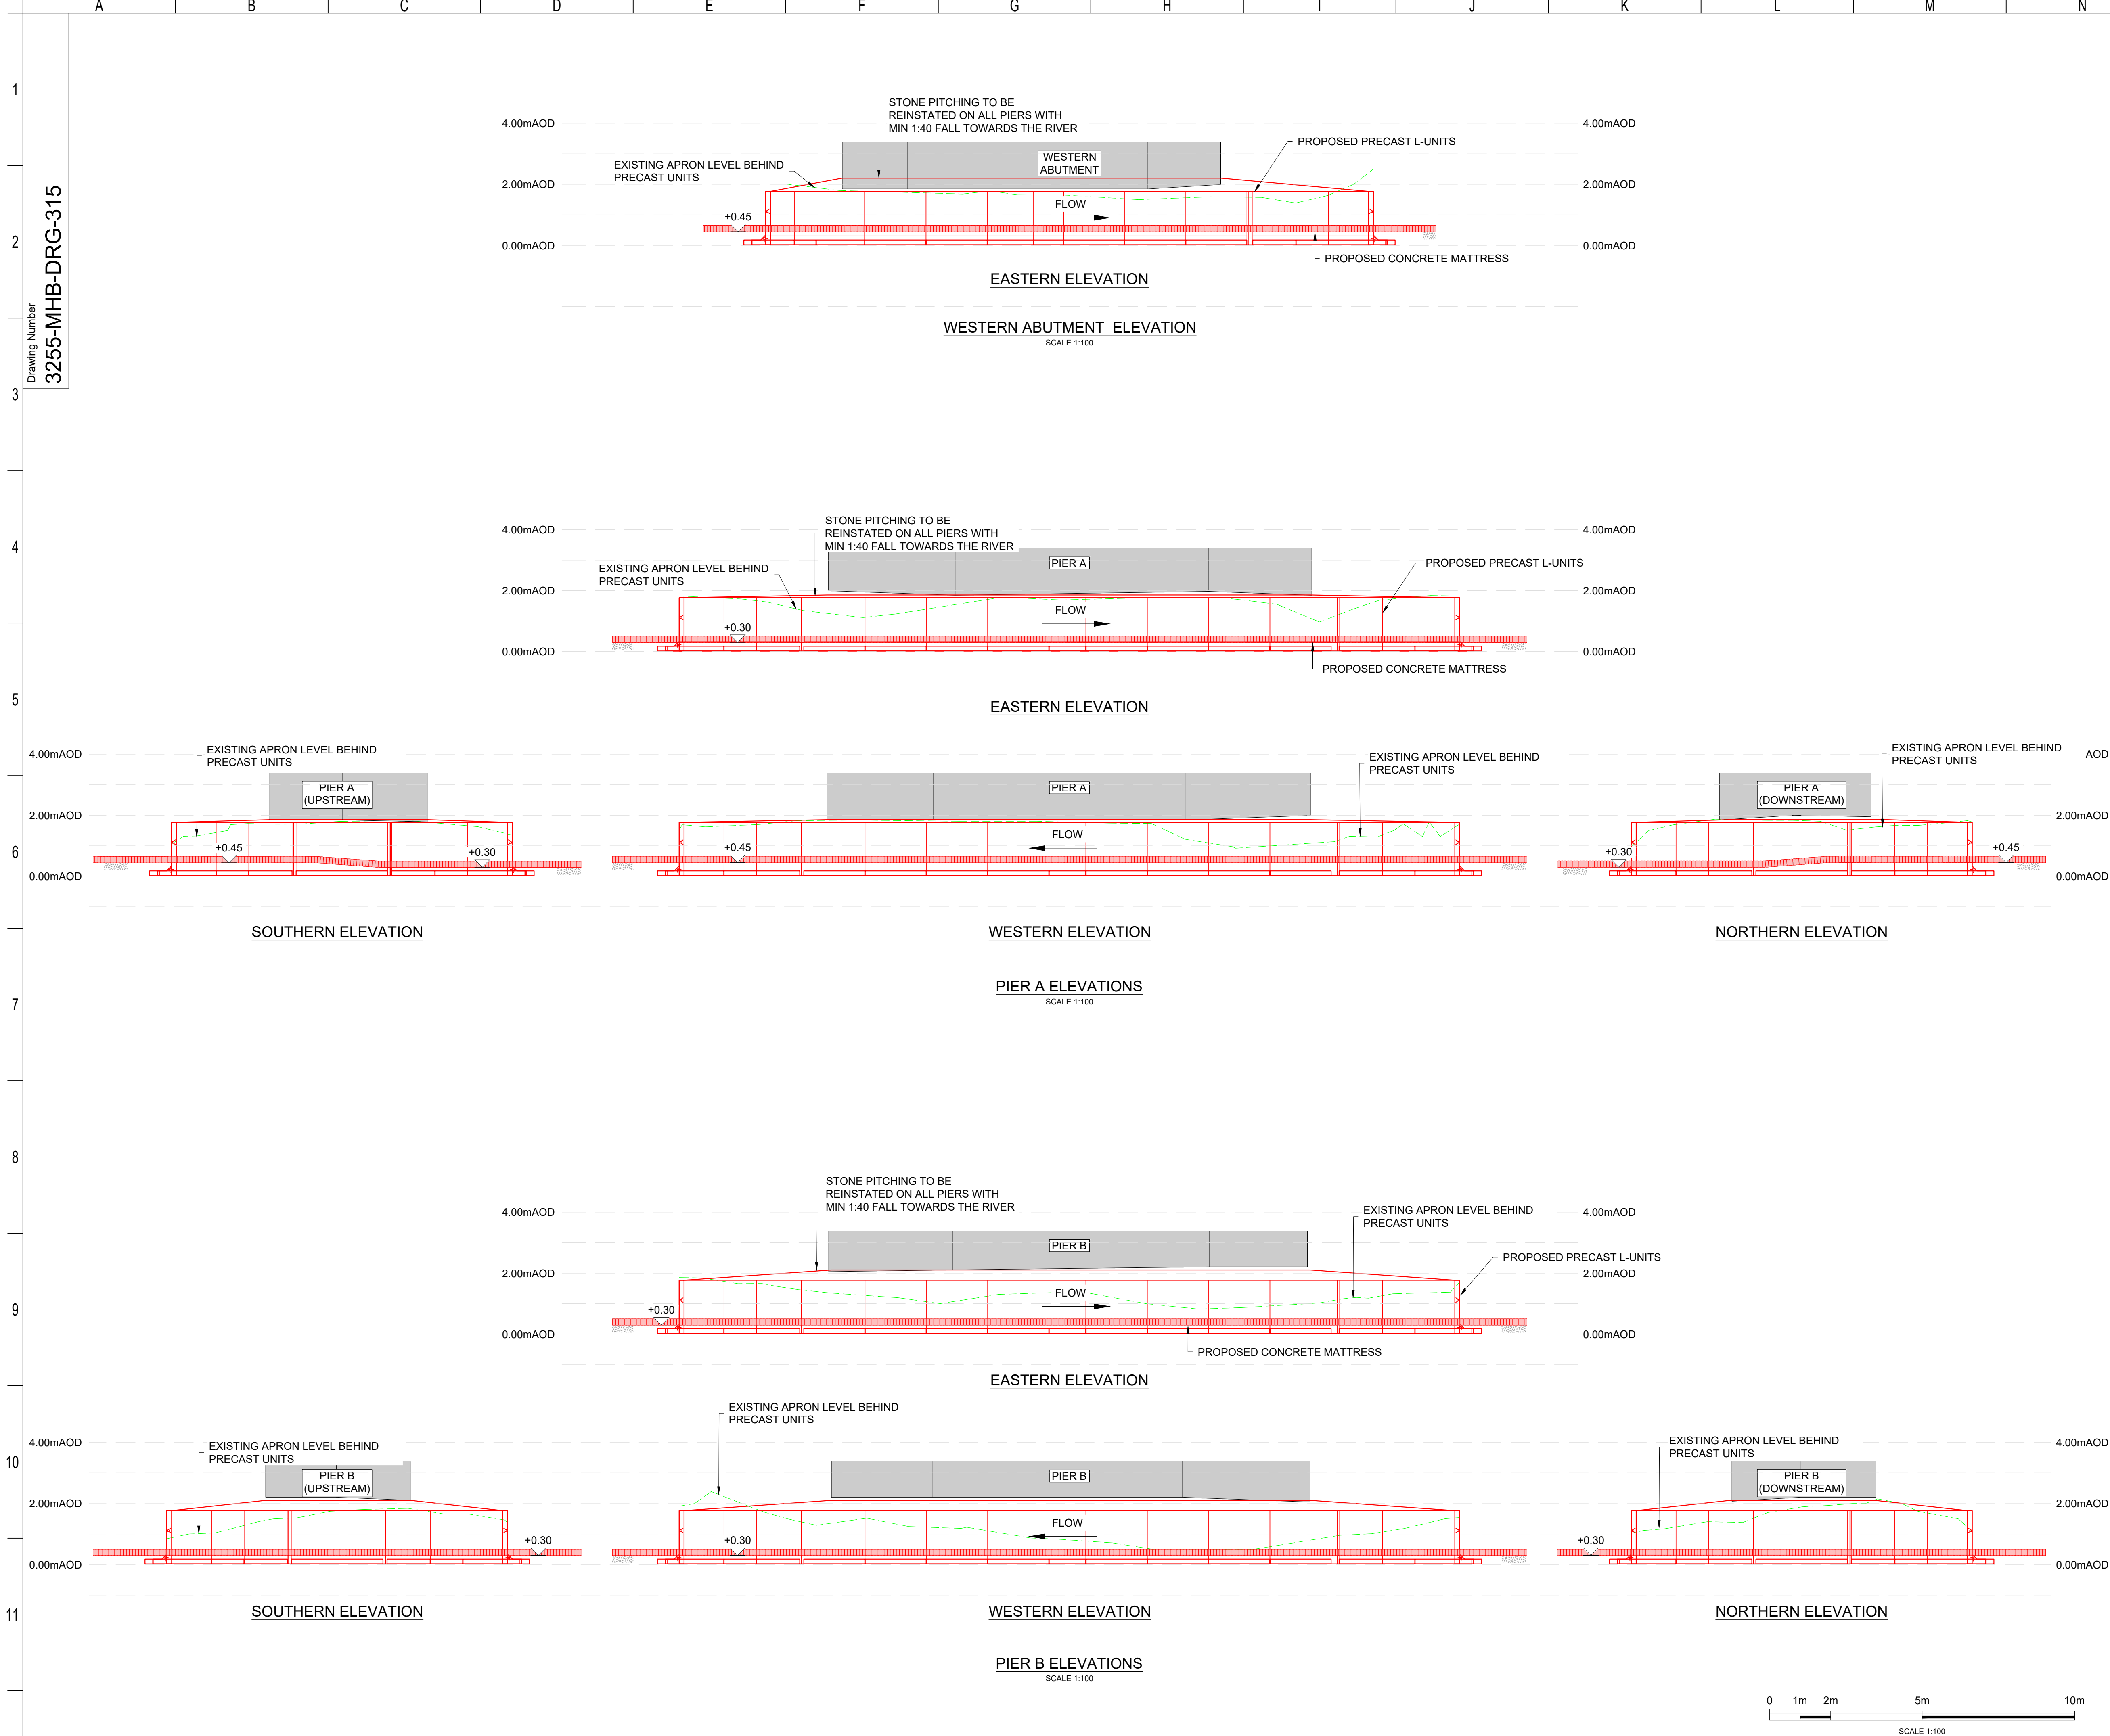 A B C D E F G H I J K L M N
1
2
3
4
5
6
7
8
9
10
11
Drawing Number
3255-MHB-DRG-315
STONE PITCHING TO BE
REINSTATED ON ALL PIERS WITH
MIN 1:40 FALL TOWARDS THE RIVER
4.00mAOD
4.00mAOD
PROPOSED PRECAST L-UNITS
EXISTING APRON LEVEL BEHIND
PRECAST UNITS
WESTERN
ABUTMENT
2.00mAOD
2.00mAOD
FLOW
+0.45
0.00mAOD
0.00mAOD
PROPOSED CONCRETE MATTRESS
EASTERN ELEVATION
WESTERN ABUTMENT ELEVATION
SCALE 1:100
STONE PITCHING TO BE
REINSTATED ON ALL PIERS WITH
MIN 1:40 FALL TOWARDS THE RIVER
4.00mAOD
4.00mAOD
PIER A
PROPOSED PRECAST L-UNITS
EXISTING APRON LEVEL BEHIND
PRECAST UNITS
2.00mAOD
2.00mAOD
FLOW
+0.30
0.00mAOD
0.00mAOD
PROPOSED CONCRETE MATTRESS
EASTERN ELEVATION
4.00mAOD
EXISTING APRON LEVEL BEHIND
PRECAST UNITS
PIER A
(UPSTREAM)
2.00mAOD
+0.45
+0.30
0.00mAOD
SOUTHERN ELEVATION
EXISTING APRON LEVEL BEHIND
PRECAST UNITS
PIER A
FLOW
+0.45
WESTERN ELEVATION
EXISTING APRON LEVEL BEHIND
PRECAST UNITS
AOD
PIER A
(DOWNSTREAM)
2.00mAOD
+0.30
+0.45
0.00mAOD
NORTHERN ELEVATION
PIER A ELEVATIONS
SCALE 1:100
STONE PITCHING TO BE
REINSTATED ON ALL PIERS WITH
MIN 1:40 FALL TOWARDS THE RIVER
4.00mAOD
4.00mAOD
EXISTING APRON LEVEL BEHIND
PRECAST UNITS
PIER B
PROPOSED PRECAST L-UNITS
2.00mAOD
2.00mAOD
FLOW
+0.30
0.00mAOD
0.00mAOD
PROPOSED CONCRETE MATTRESS
EASTERN ELEVATION
4.00mAOD
EXISTING APRON LEVEL BEHIND
PRECAST UNITS
PIER B
(UPSTREAM)
2.00mAOD
+0.30
0.00mAOD
SOUTHERN ELEVATION
EXISTING APRON LEVEL BEHIND
PRECAST UNITS
PIER B
FLOW
+0.30
WESTERN ELEVATION
EXISTING APRON LEVEL BEHIND
PRECAST UNITS
4.00mAOD
PIER B
(DOWNSTREAM)
2.00mAOD
+0.30
0.00mAOD
NORTHERN ELEVATION
PIER B ELEVATIONS
SCALE 1:100
0 1m 2m 5m 10m
SCALE 1:100